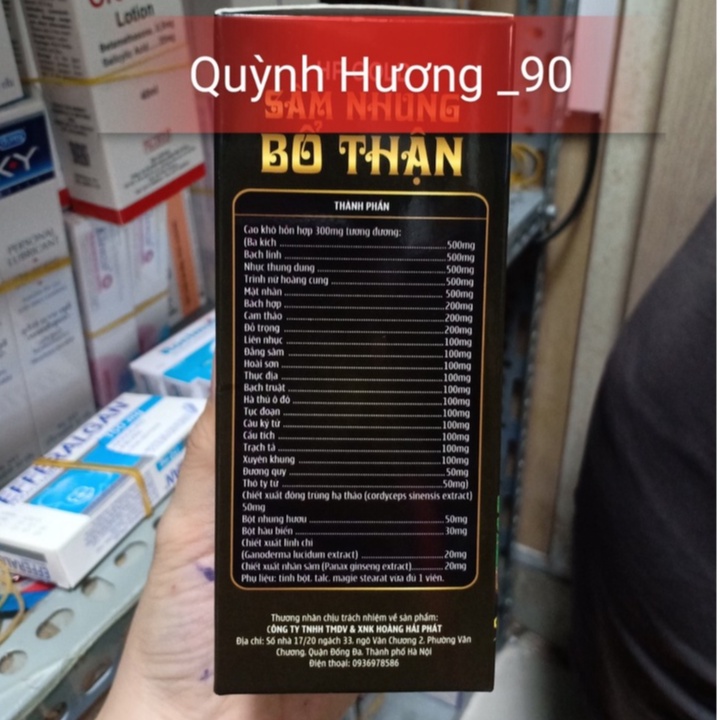 Lotion
Quỳnh Hương _90
HP GOLD
SÂM NHUNG
BỔ THẬN
THÀNH PHẦN
Cao khô hỗn hợp 300mg tương đương:
(Ba kích 500mg
Bạch linh 500mg
Nhục thung dung 500mg
Trinh nữ hoàng cung 500mg
Mật nhân 500mg
Bách hợp 200mg
Cam thảo 200mg
Đỗ trọng 200mg
Liên nhục 100mg
Đẳng sâm 100mg
Hoài sơn 100mg
Thục địa 100mg
Bạch truật 100mg
Hà thủ ô đỏ 100mg
Tục đoạn 100mg
Câu kỷ tử 100mg
Cẩu tích 100mg
Trạch tả 100mg
Xuyên khung 100mg
Đương quy 50mg
Thỏ ty tử 50mg)
Chiết xuất đông trùng hạ thảo (cordyceps sinensis extract)
50mg
Bột nhung hươu 50mg
Bột hàu biển 30mg
Chiết xuất linh chi
(Ganoderma lucidum extract) 20mg
Chiết xuất nhân sâm (Panax ginseng extract) 20mg
Phụ liệu: tinh bột, talc, magie stearat vừa đủ 1 viên.
Thương nhân chịu trách nhiệm về sản phẩm:
CÔNG TY TNHH TMDV & XNK HOÀNG HẢI PHÁT
Địa chỉ: Số nhà 17/20 ngách 33, ngõ Văn Chương 2, Phường Văn
Chương, Quận Đống Đa, Thành phố Hà Nội
Điện thoại: 0936978586
K-Y
PERSONAL
LUBRICANT
EFFERALGAN